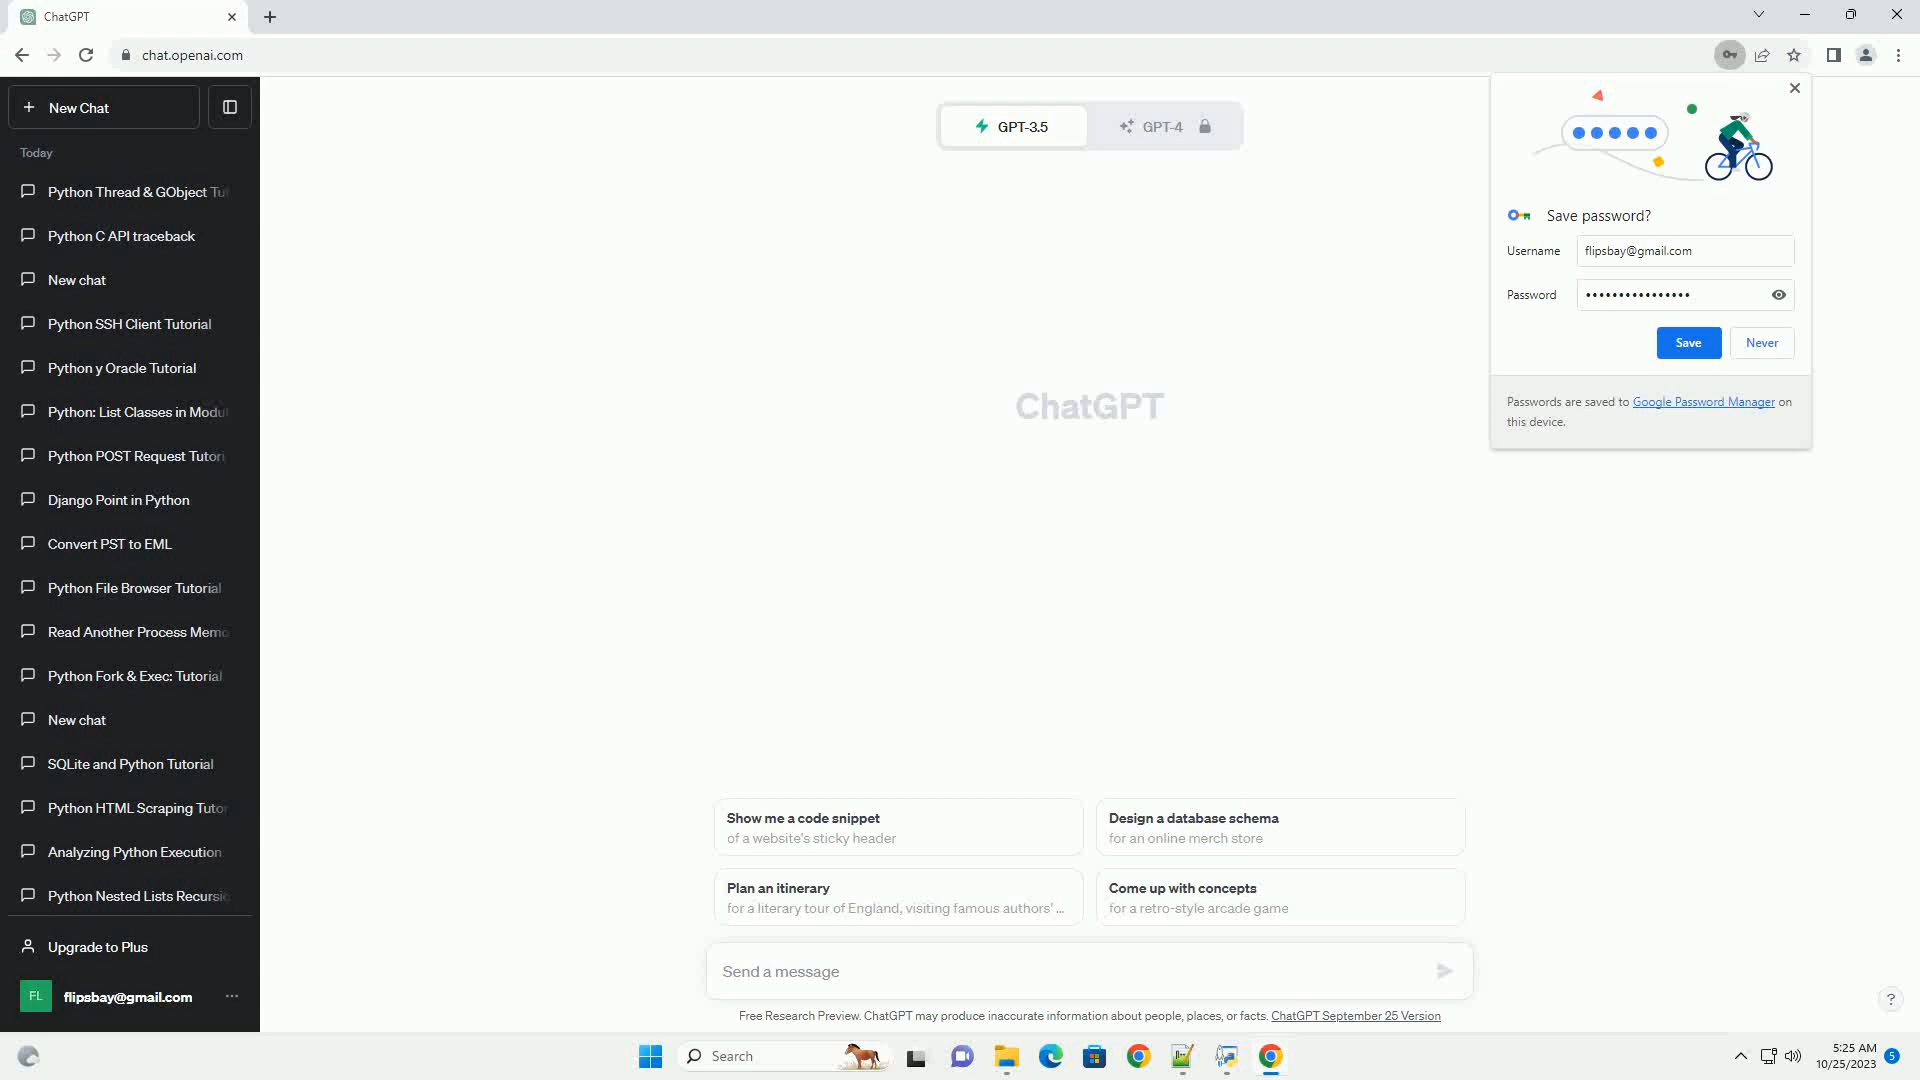 ChatGPT
chat.openai.com
New Chat
Today
Python Thread & GObject Tut
Python C API traceback
New chat
Python SSH Client Tutorial
Python y Oracle Tutorial
Python: List Classes in Modul
Python POST Request Tutori
Django Point in Python
Convert PST to EML
Python File Browser Tutorial
Read Another Process Memo
Python Fork & Exec: Tutorial
New chat
SQLite and Python Tutorial
Python HTML Scraping Tutor
Analyzing Python Execution
Python Nested Lists Recursio
Upgrade to Plus
FL
flipsbay@gmail.com
GPT-3.5
GPT-4
ChatGPT
Save password?
Username
flipsbay@gmail.com
Password
••••••••••••••••
Save
Never
Passwords are saved to Google Password Manager on
this device.
Show me a code snippet
of a website's sticky header
Design a database schema
for an online merch store
Plan an itinerary
for a literary tour of England, visiting famous authors' ...
Come up with concepts
for a retro-style arcade game
Send a message
Free Research Preview. ChatGPT may produce inaccurate information about people, places, or facts. ChatGPT September 25 Version
?
Search
5:25 AM
10/25/2023
5